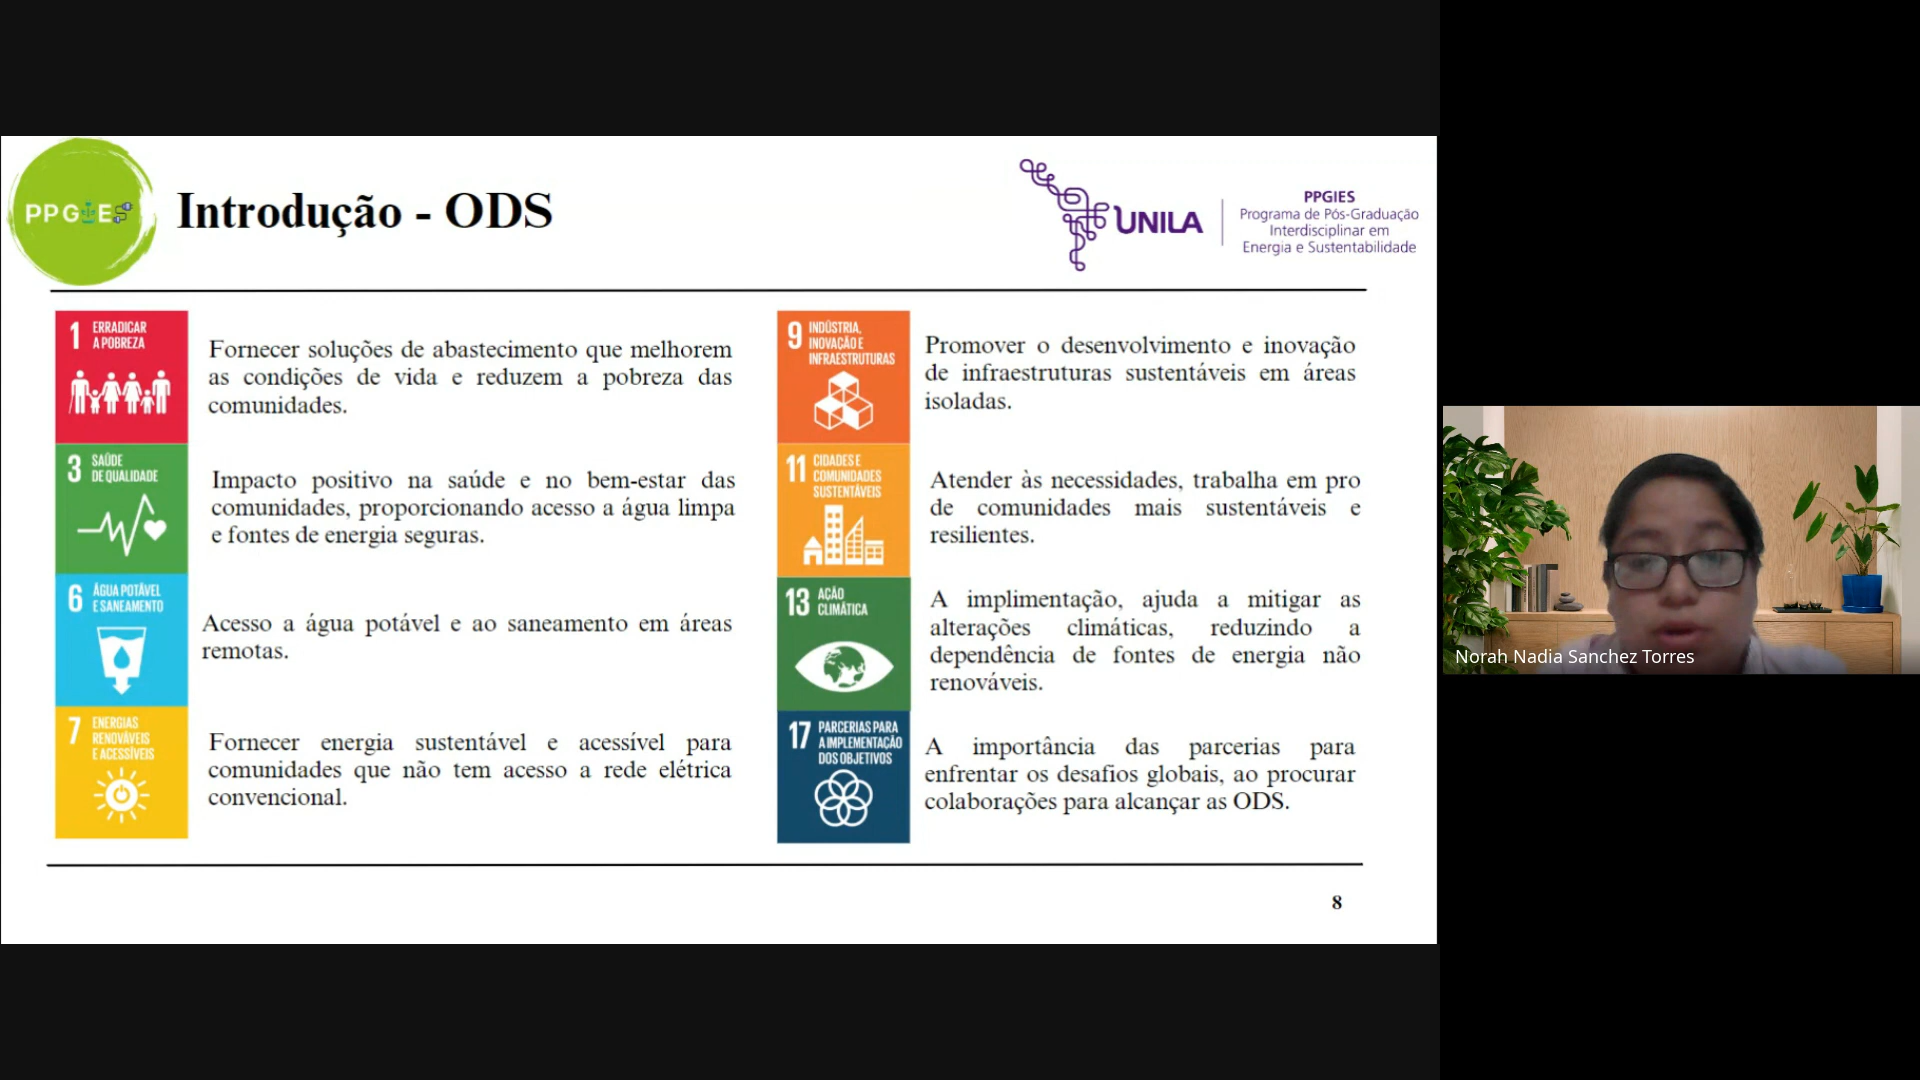 PPGIES
Introdução - ODS
UNILA
PPGIES
Programa de Pós-Graduação
Interdisciplinar em
Energia e Sustentabilidade
1 ERRADICAR
A POBREZA
Fornecer soluções de abastecimento que melhorem
as condições de vida e reduzem a pobreza das
comunidades.
3 SAÚDE
DE QUALIDADE
Impacto positivo na saúde e no bem-estar das
comunidades, proporcionando acesso a água limpa
e fontes de energia seguras.
6 ÁGUA POTÁVEL
E SANEAMENTO
Acesso a água potável e ao saneamento em áreas
remotas.
7 ENERGIAS
RENOVÁVEIS
E ACESSÍVEIS
Fornecer energia sustentável e acessível para
comunidades que não tem acesso a rede elétrica
convencional.
9 INDÚSTRIA,
INOVAÇÃO E
INFRAESTRUTURAS
Promover o desenvolvimento e inovação
de infraestruturas sustentáveis em áreas
isoladas.
11 CIDADES E
COMUNIDADES
SUSTENTÁVEIS
Atender às necessidades, trabalha em pro
de comunidades mais sustentáveis e
resilientes.
13 AÇÃO
CLIMÁTICA
A implimentação, ajuda a mitigar as
alterações climáticas, reduzindo a
dependência de fontes de energia não
renováveis.
17 PARCERIAS PARA
A IMPLEMENTAÇÃO
DOS OBJETIVOS
A importância das parcerias para
enfrentar os desafios globais, ao procurar
colaborações para alcançar as ODS.
8
Norah Nadia Sanchez Torres